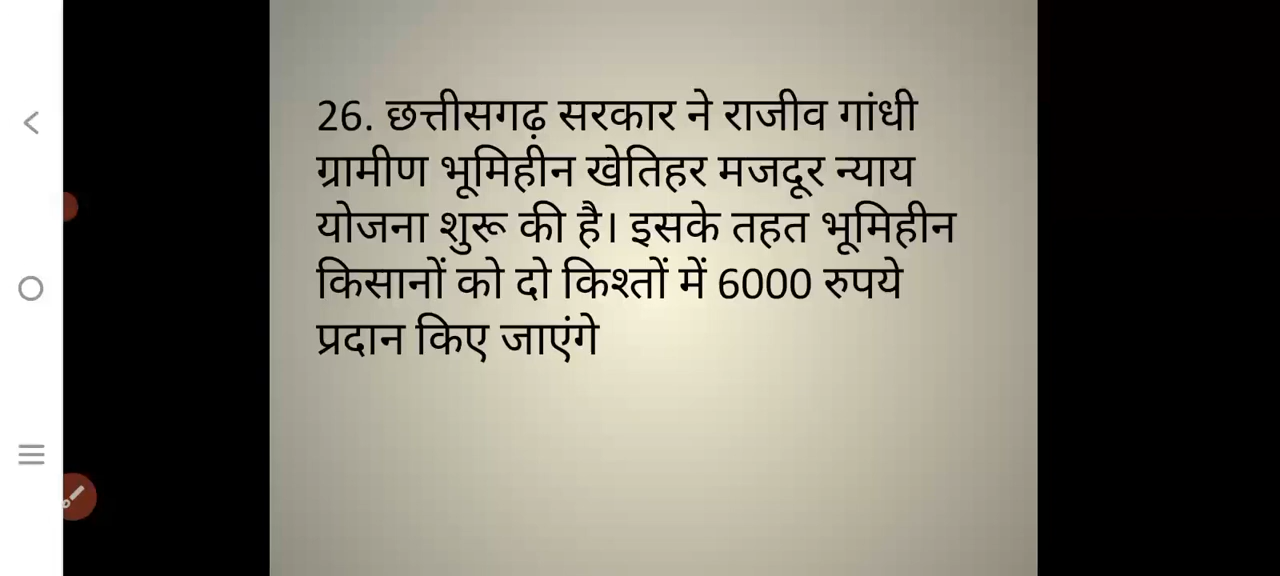 26. छत्तीसगढ़ सरकार ने राजीव गांधी
ग्रामीण भूमिहीन खेतिहर मजदूर न्याय
योजना शुरू की है। इसके तहत भूमिहीन
किसानों को दो किश्तों में 6000 रुपये
प्रदान किए जाएंगे